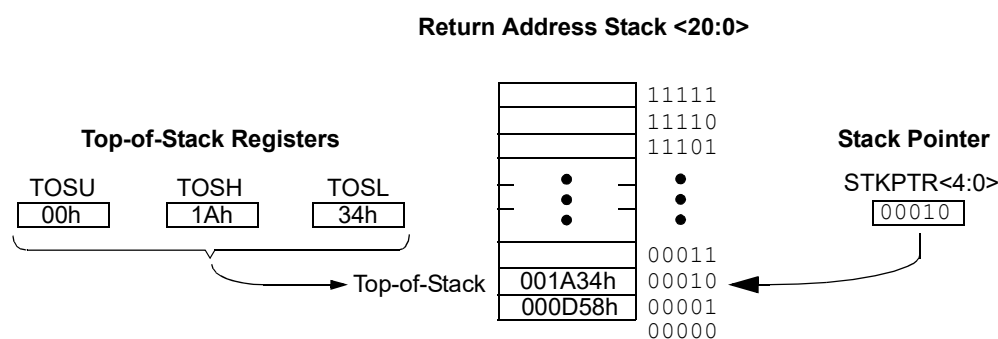 Return Address Stack <20:0>
11111
11110
Top-of-Stack Registers 11101 Stack Pointer
TOSU TOSH TOSL STKPTR<4:0>
00h 1Ah 34h 00010
00011
Top-of-Stack 001A34h 00010
000D58h 00001
00000